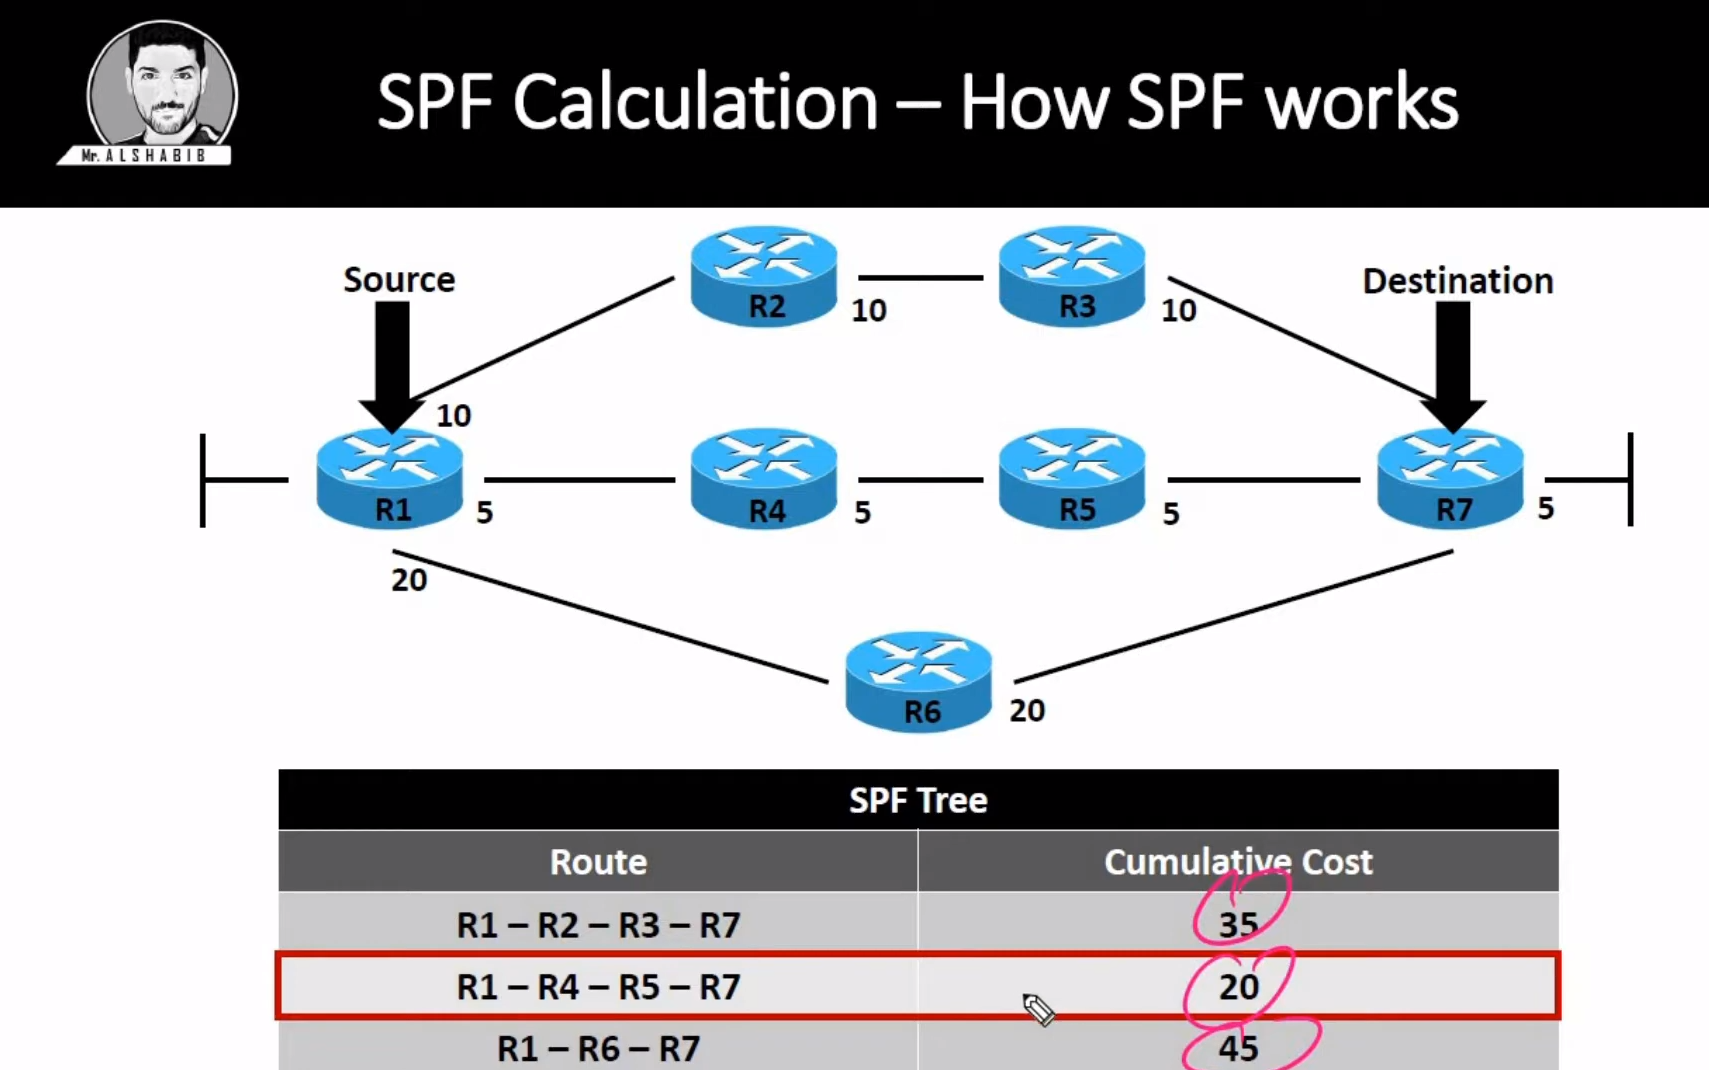 Mr. ALSHABIB
SPF Calculation – How SPF works
Source
Destination
R2
10
R3
10
10
R1
5
R4
5
R5
5
R7
5
20
R6
20
SPF Tree
Route
Cumulative Cost
R1 – R2 – R3 – R7
35
R1 – R4 – R5 – R7
20
R1 – R6 – R7
45